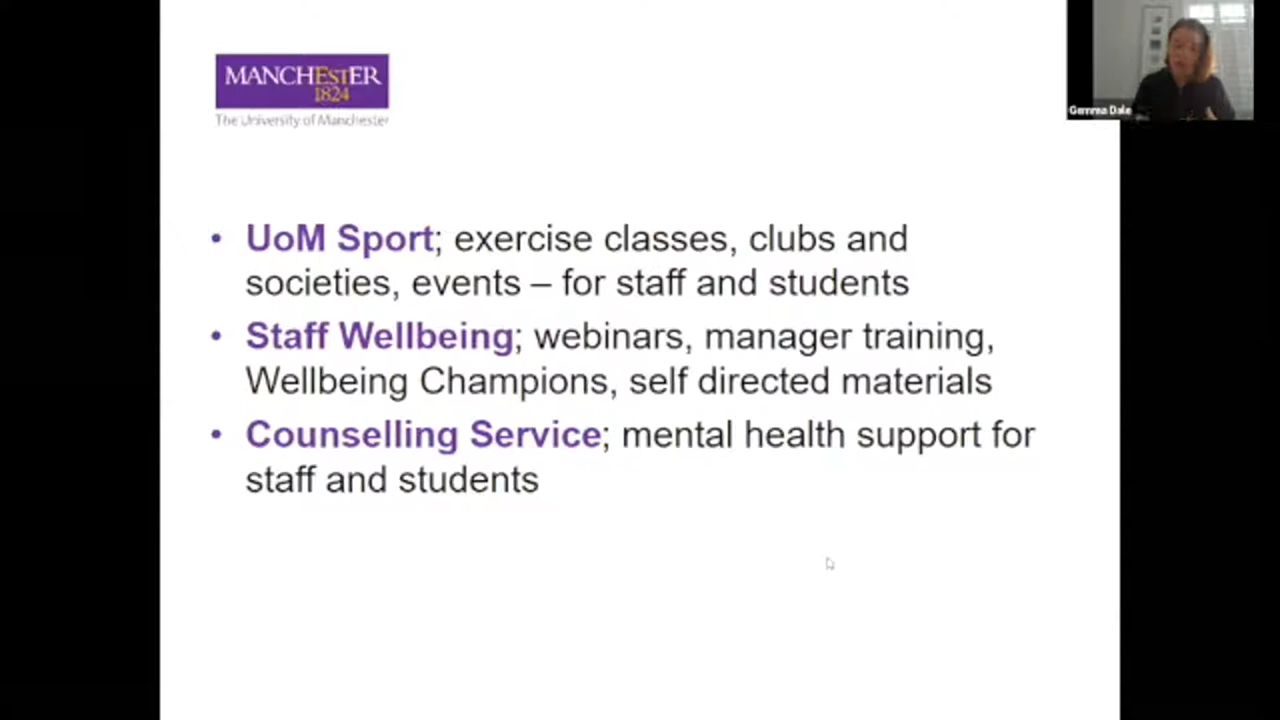 MANCHEstER
1824
The University of Manchester
Gemma Dale
• UoM Sport; exercise classes, clubs and
societies, events – for staff and students
• Staff Wellbeing; webinars, manager training,
Wellbeing Champions, self directed materials
• Counselling Service; mental health support for
staff and students